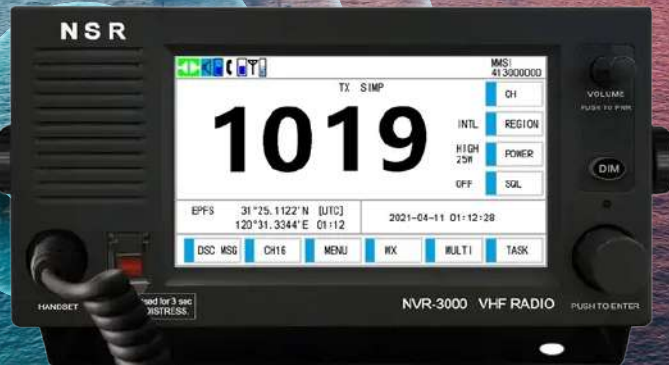 NSR
MMSI
413000000
TX SIMP
CH
1019
INTL
REGION
HIGH
25W
POWER
OFF
SQL
EPFS
31°25.1122'N [UTC]
120°31.3344'E 01:12
2021-04-11 01:12:28
DSC MSG
CH16
MENU
WX
MULTI
TASK
VOLUME
PUSH TO PWR
DIM
HANDSET
sed for 3 sec
DISTRESS.
NVR-3000 VHF RADIO
PUSH TO ENTER